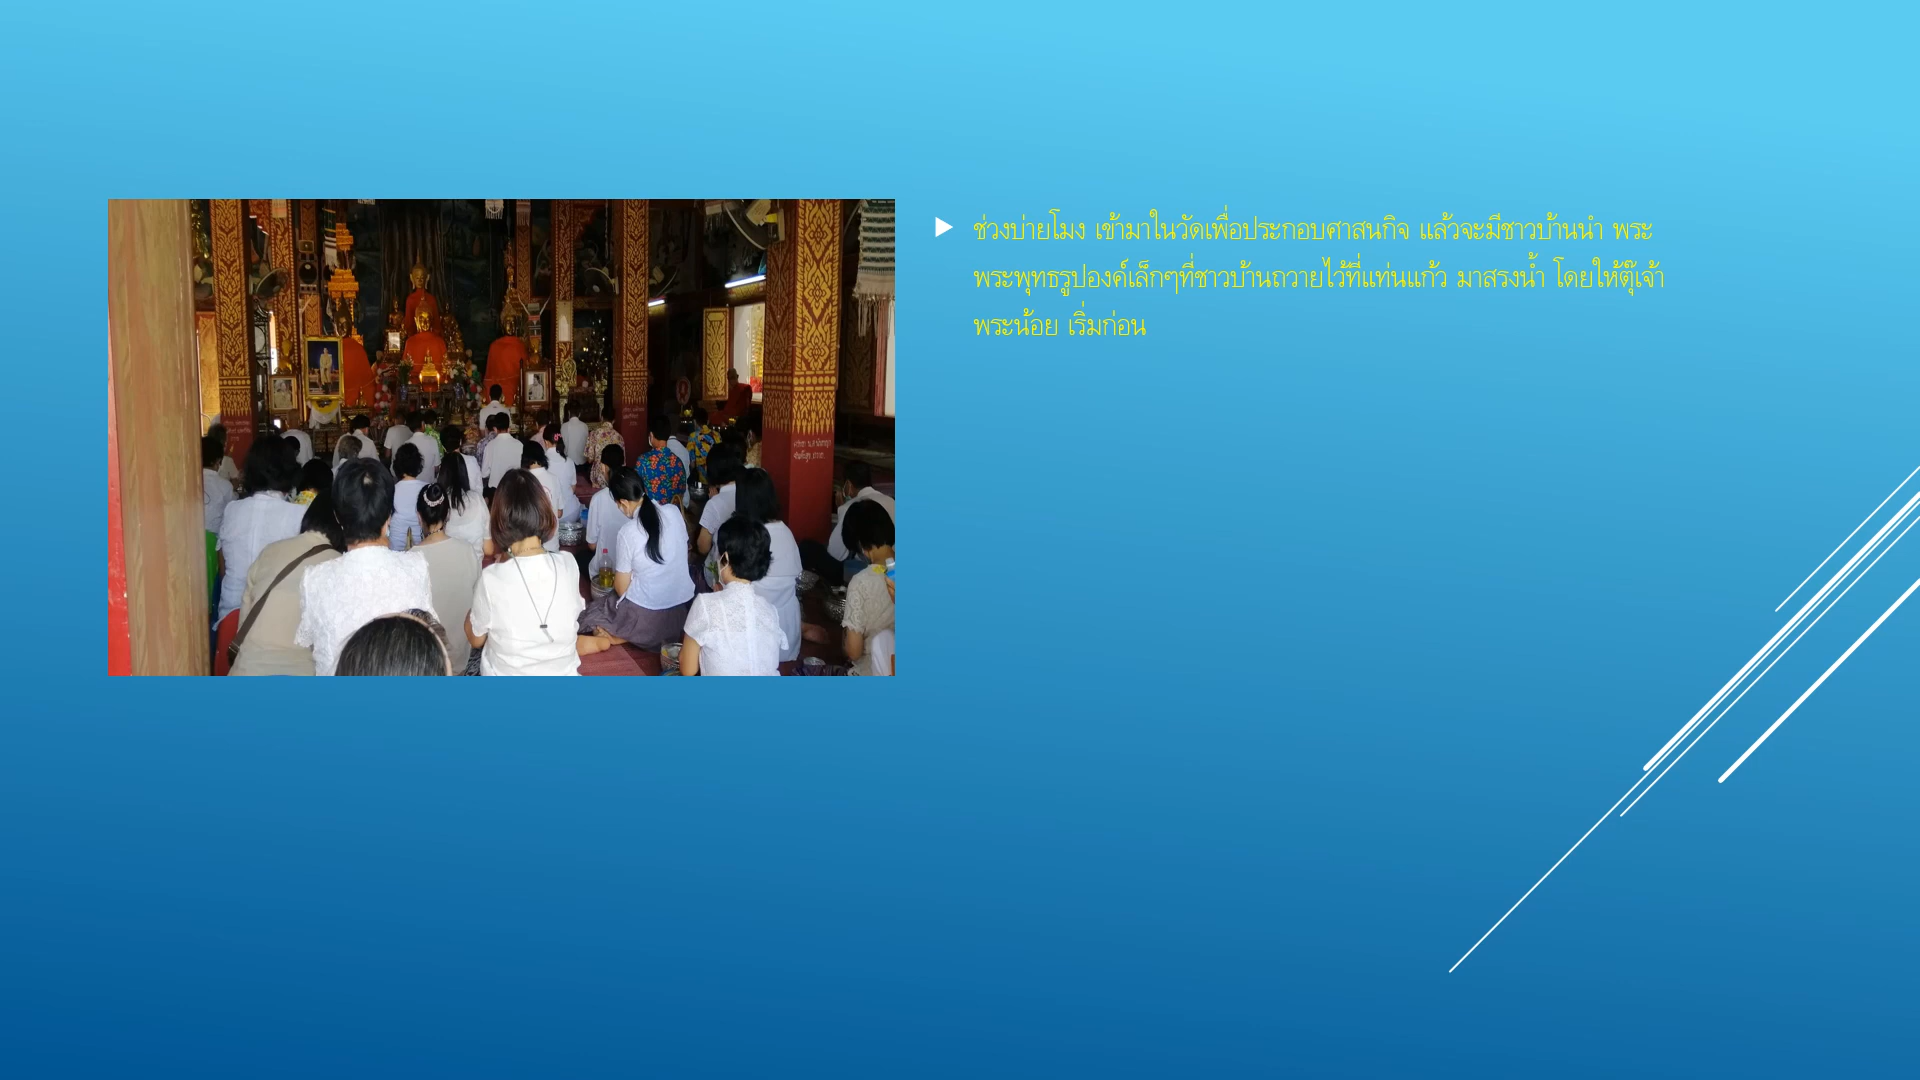 ช่วงบ่ายโมง เข้ามาในวัดเพื่อประกอบศาสนกิจ แล้วจะมีชาวบ้านนำ พระ
พระพุทธรูปองค์เล็กๆที่ชาวบ้านถวายไว้ที่แท่นแก้ว มาสรงน้ำ โดยให้ตุ๊เจ้า
พระน้อย เริ่มก่อน